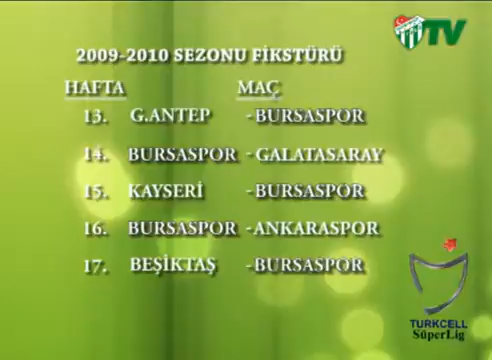 TV
2009-2010 SEZONU FİKSTÜRÜ
HAFTA MAÇ
13. G.ANTEP -BURSASPOR
14. BURSASPOR -GALATASARAY
15. KAYSERİ -BURSASPOR
16. BURSASPOR -ANKARASPOR
17. BEŞİKTAŞ -BURSASPOR
TURKCELL
SüperLig